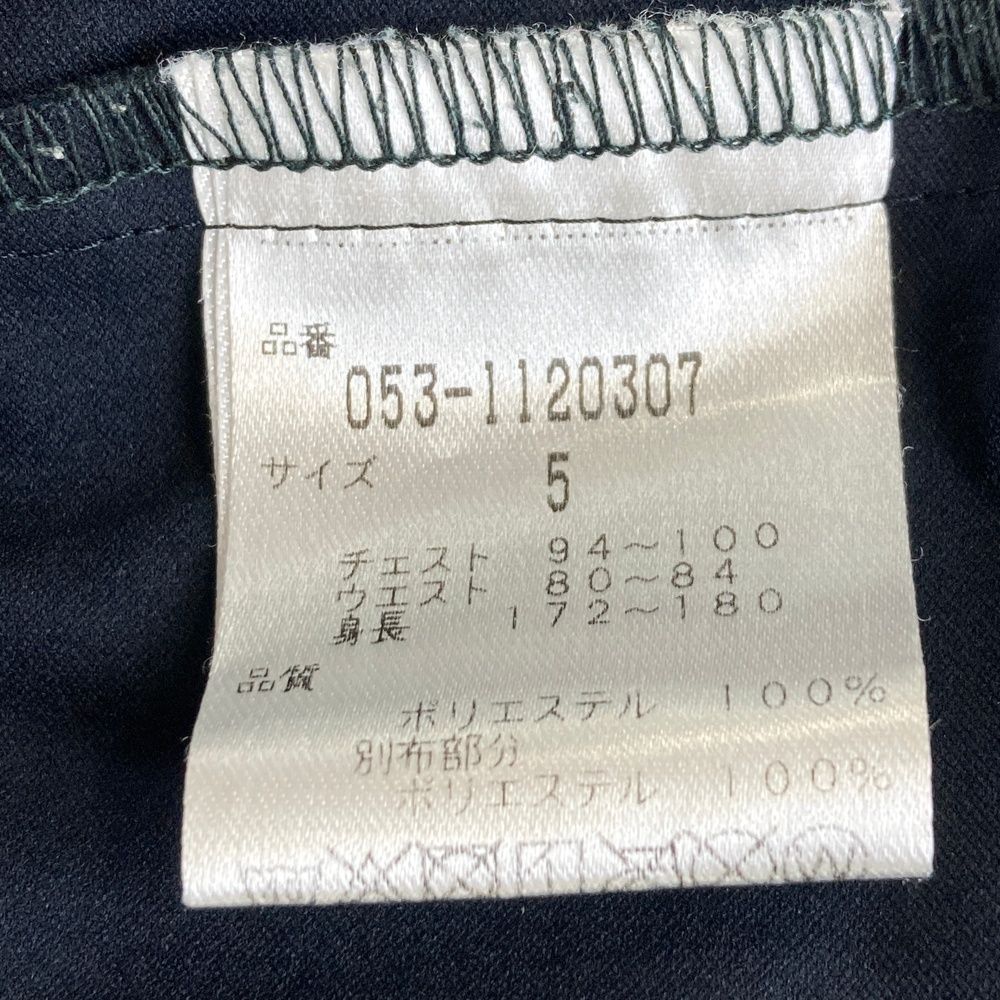 品番
053-1120307
サイズ 5
チェスト 94～100
ウエスト 80～84
身長 172～180
品質
ポリエステル 100%
別布部分
ポリエステル 100%